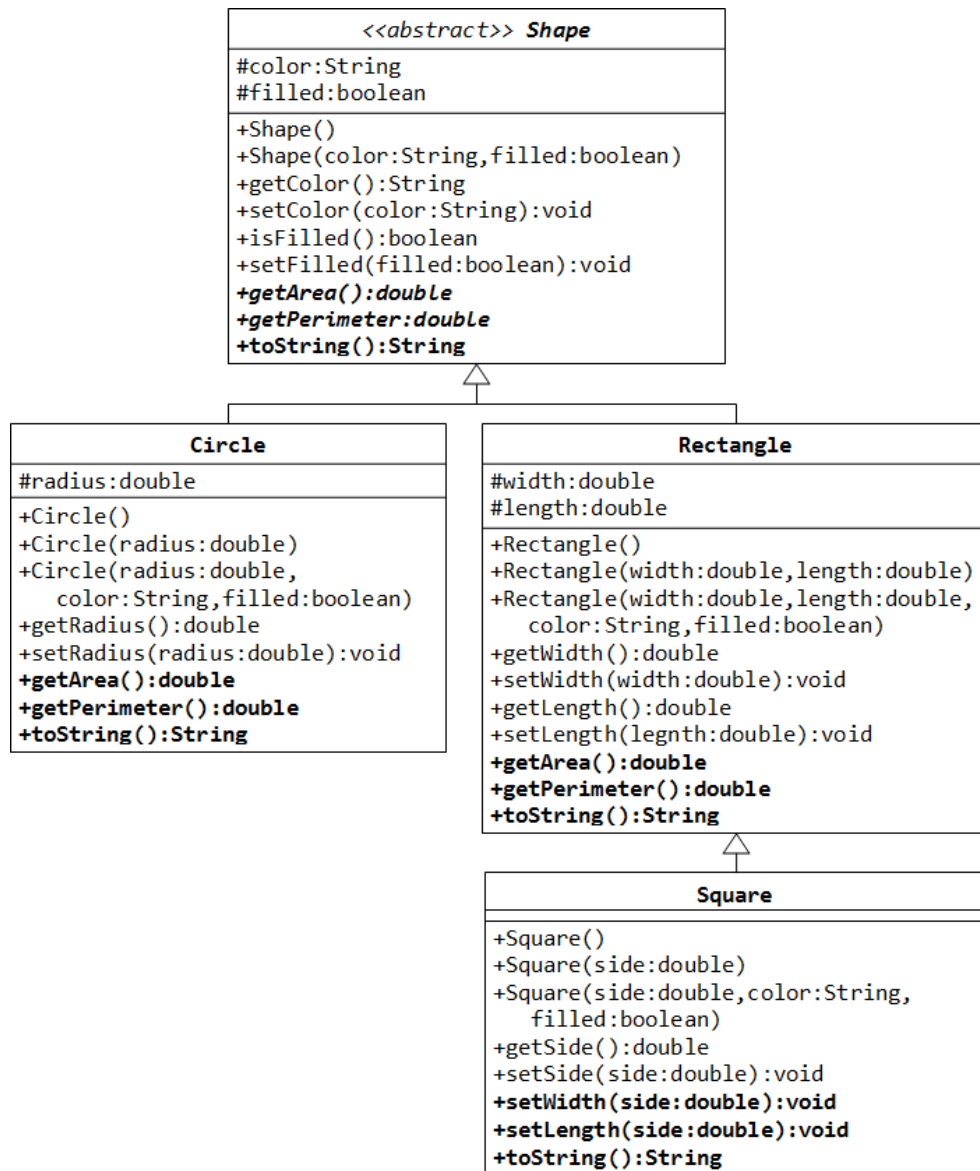 <<abstract>> Shape
#color:String
#filled:boolean
+Shape()
+Shape(color:String,filled:boolean)
+getColor():String
+setColor(color:String):void
+isFilled():boolean
+setFilled(filled:boolean):void
+getArea():double
+getPerimeter:double
+toString():String
Circle
#radius:double
+Circle()
+Circle(radius:double)
+Circle(radius:double,
color:String,filled:boolean)
+getRadius():double
+setRadius(radius:double):void
+getArea():double
+getPerimeter():double
+toString():String
Rectangle
#width:double
#length:double
+Rectangle()
+Rectangle(width:double,length:double)
+Rectangle(width:double,length:double,
color:String,filled:boolean)
+getWidth():double
+setWidth(width:double):void
+getLength():double
+setLength(legnth:double):void
+getArea():double
+getPerimeter():double
+toString():String
Square
+Square()
+Square(side:double)
+Square(side:double,color:String,
filled:boolean)
+getSide():double
+setSide(side:double):void
+setWidth(side:double):void
+setLength(side:double):void
+toString():String